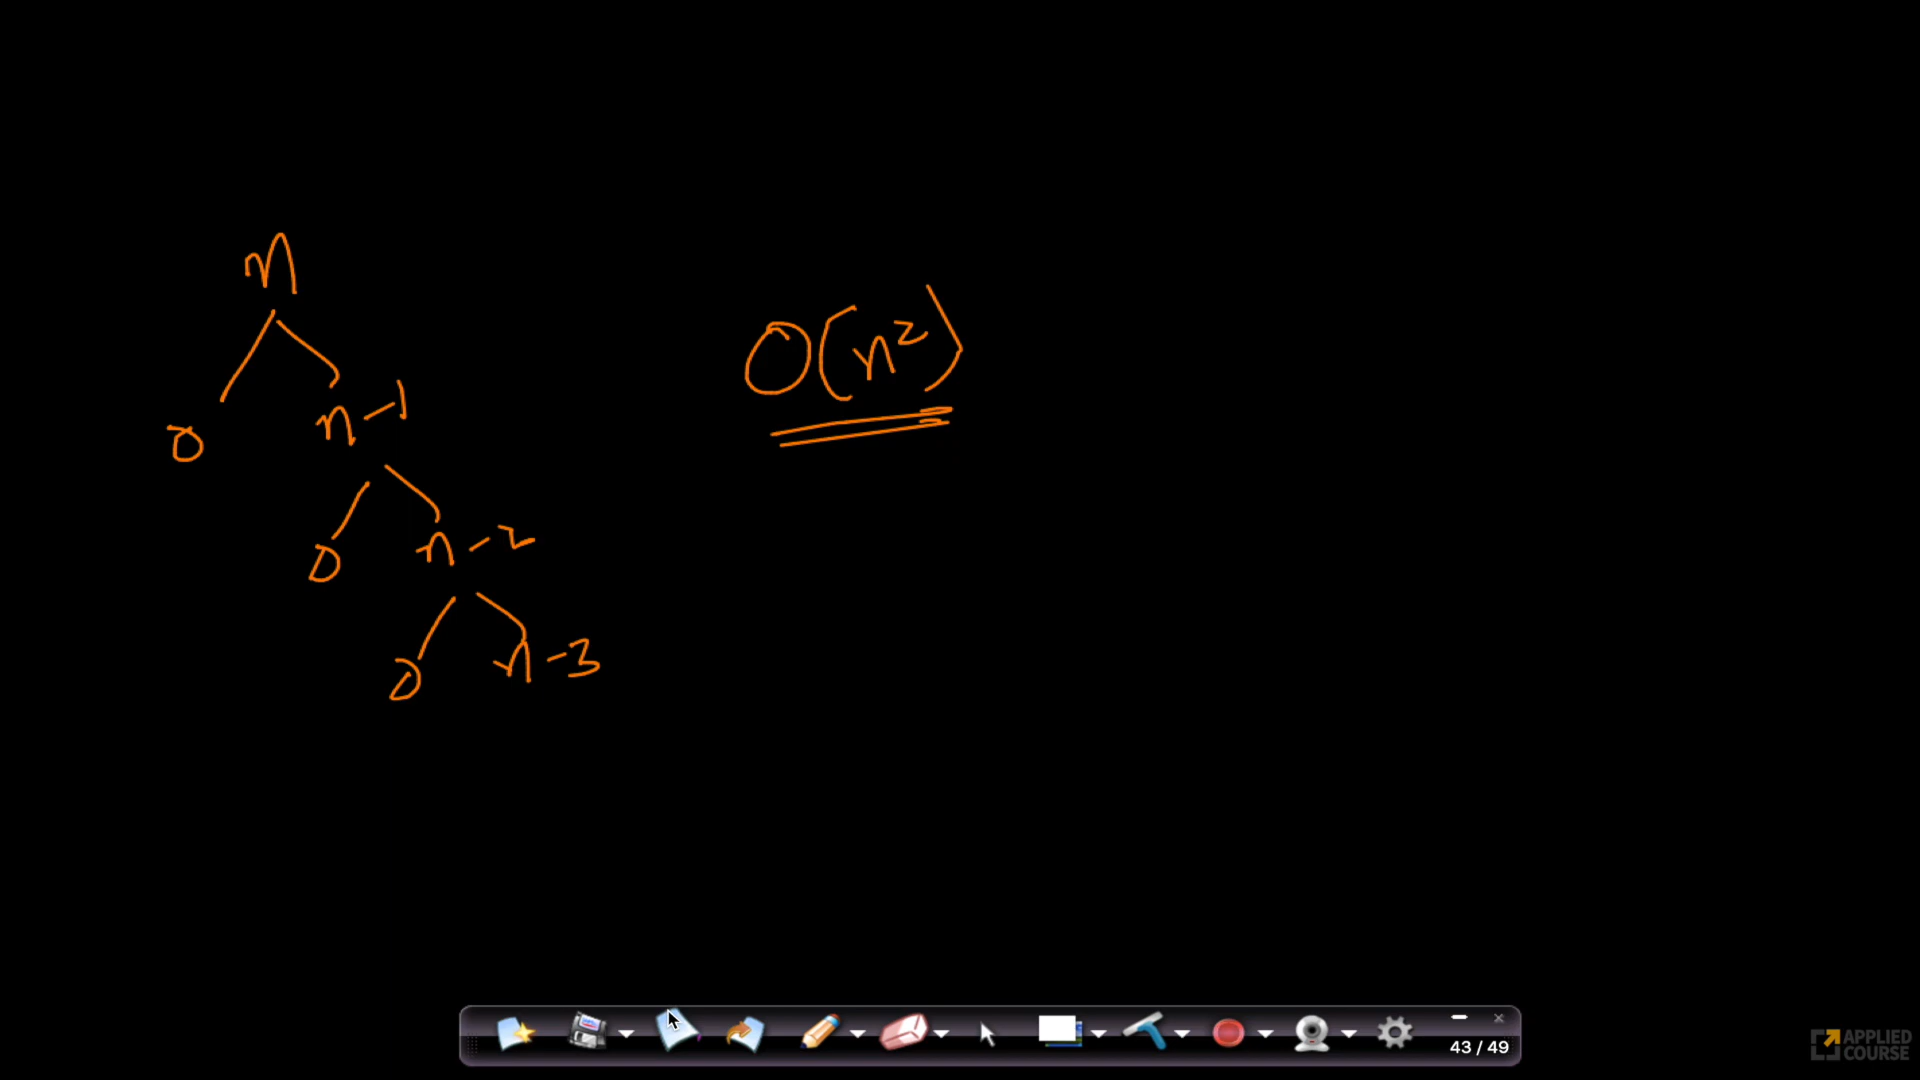 n
O(n²)
0 n-1
0 n-2
0 n-3
43 / 49
APPLIED
COURSE